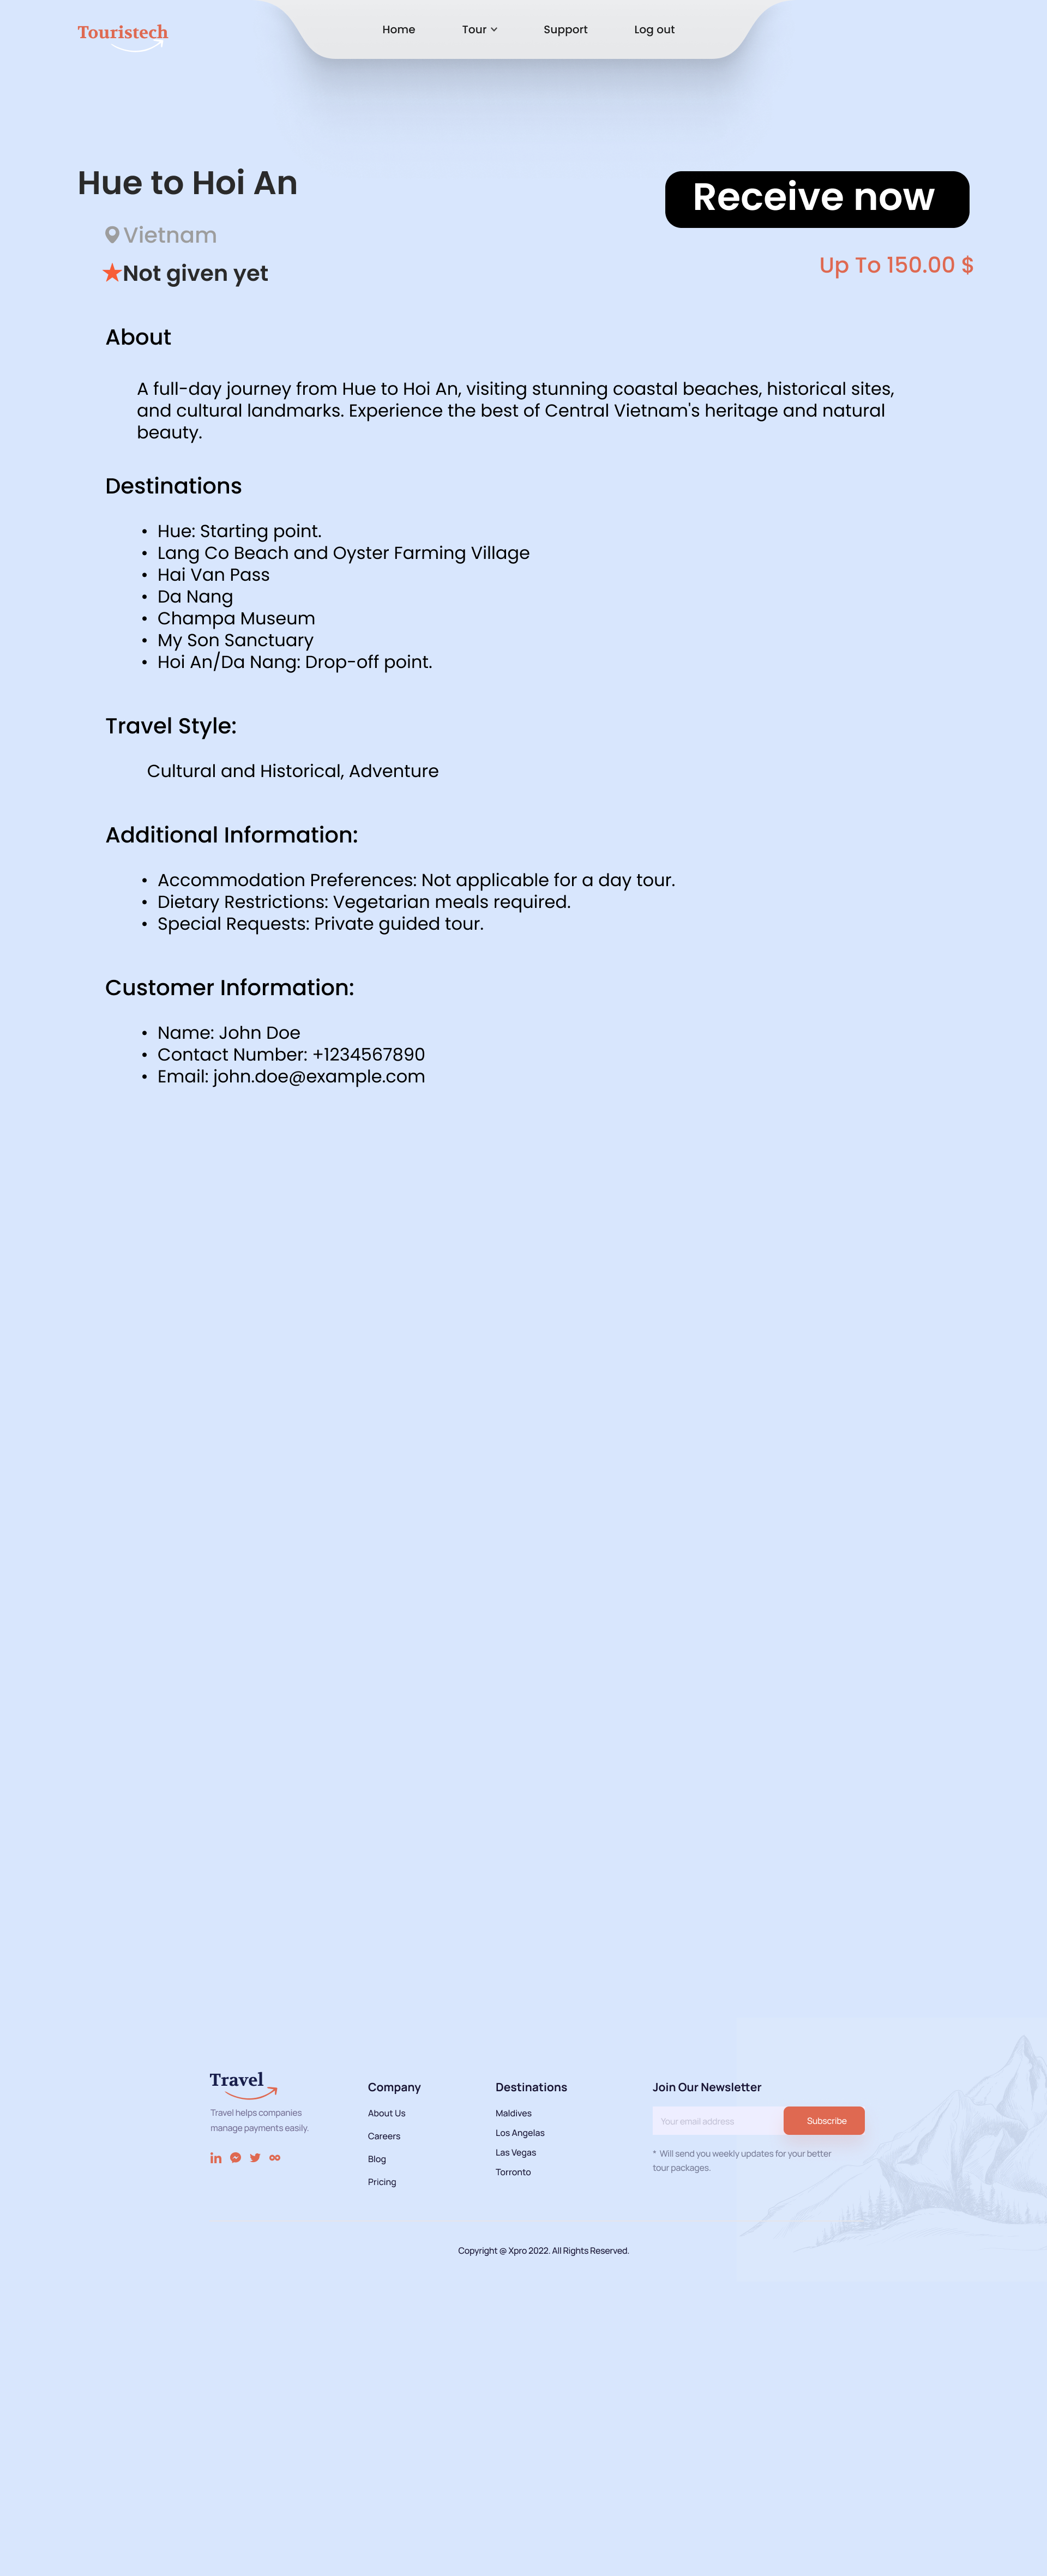 Touristech
Home
Tour
Support
Log out
Hue to Hoi An
Receive now
Vietnam
Not given yet
Up To 150.00 $
About
A full-day journey from Hue to Hoi An, visiting stunning coastal beaches, historical sites,
and cultural landmarks. Experience the best of Central Vietnam's heritage and natural
beauty.
Destinations
• Hue: Starting point.
• Lang Co Beach and Oyster Farming Village
• Hai Van Pass
• Da Nang
• Champa Museum
• My Son Sanctuary
• Hoi An/Da Nang: Drop-off point.
Travel Style:
Cultural and Historical, Adventure
Additional Information:
• Accommodation Preferences: Not applicable for a day tour.
• Dietary Restrictions: Vegetarian meals required.
• Special Requests: Private guided tour.
Customer Information:
• Name: John Doe
• Contact Number: +1234567890
• Email: john.doe@example.com
Travel
Travel helps companies
manage payments easily.
in
Company
About Us
Careers
Blog
Pricing
Destinations
Maldives
Los Angelas
Las Vegas
Torronto
Join Our Newsletter
Your email address
Subscribe
* Will send you weekly updates for your better
tour packages.
Copyright @ Xpro 2022. All Rights Reserved.